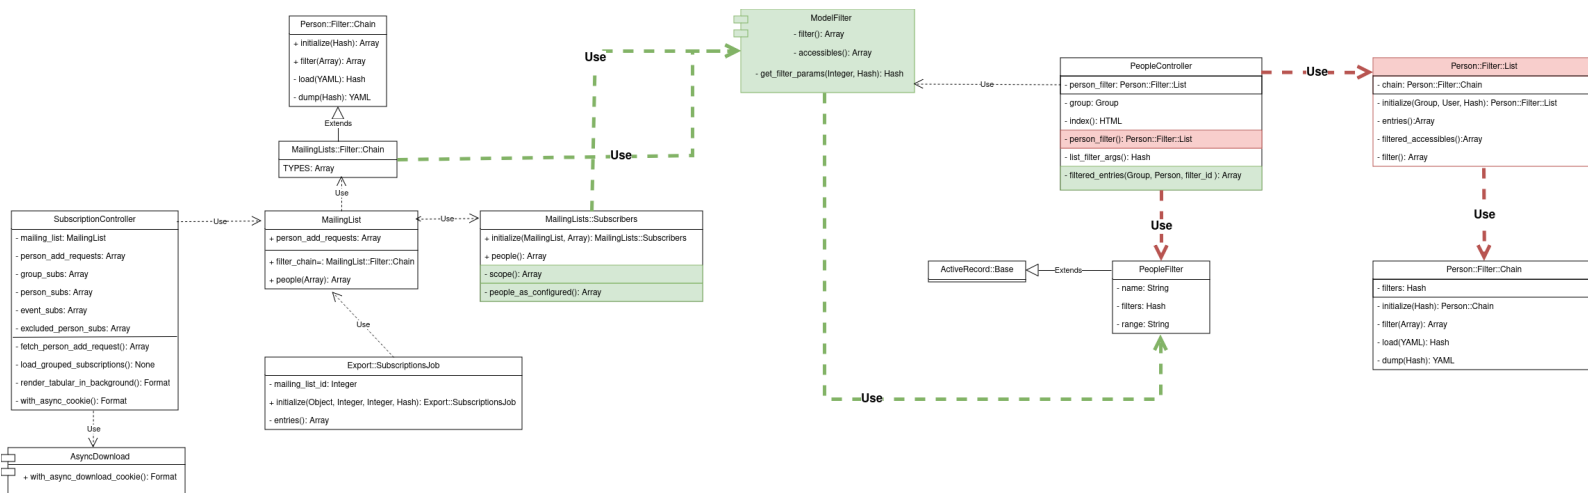 Person::Filter::Chain
+ initialize(Hash): Array
+ filter(Array): Array
- load(YAML): Hash
- dump(Hash): YAML
Extends
MailingLists::Filter::Chain
TYPES: Array
Use
SubscriptionController
- mailing_list: MailingList
- person_add_requests: Array
- group_subs: Array
- person_subs: Array
- event_subs: Array
- excluded_person_subs: Array
- fetch_person_add_request(): Array
- load_grouped_subscriptions(): None
- render_tabular_in_background(): Format
- with_async_cookie(): Format
Use
AsyncDownload
+ with_async_download_cookie(): Format
Use
MailingList
+ person_add_requests: Array
+ filter_chain=: MailingList::Filter::Chain
+ people(Array): Array
Use
MailingLists::Subscribers
+ initialize(MailingList, Array): MailingLists::Subscribers
+ people(): Array
- scope(): Array
- people_as_configured(): Array
Use
Export::SubscriptionsJob
- mailing_list_id: Integer
+ initialize(Object, Integer, Integer, Hash): Export::SubscriptionsJob
- entries(): Array
Use
Use
ModelFilter
- filter(): Array
- accessibles(): Array
- get_filter_params(Integer, Hash): Hash
Use
Use
PeopleController
- person_filter: Person::Filter::List
- group: Group
- index(): HTML
- person_filter(): Person::Filter::List
- list_filter_args(): Hash
- filtered_entries(Group, Person, filter_id ): Array
Use
Person::Filter::List
- chain: Person::Filter::Chain
- initialize(Group, User, Hash): Person::Filter::List
- entries():Array
- filtered_accessibles():Array
- filter(): Array
Use
Use
ActiveRecord::Base
Extends
PeopleFilter
- name: String
- filters: Hash
- range: String
Person::Filter::Chain
- filters: Hash
- initialize(Hash): Person::Chain
- filter(Array): Array
- load(YAML): Hash
- dump(Hash): YAML